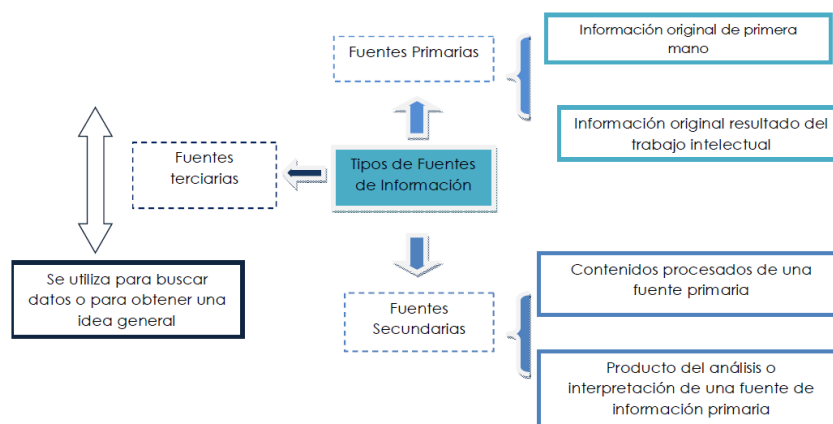 Fuentes Primarias
Información original de primera
mano
Información original resultado del
trabajo intelectual
Fuentes
terciarias
Tipos de Fuentes
de Información
Se utiliza para buscar
datos o para obtener una
idea general
Fuentes
Secundarias
Contenidos procesados de una
fuente primaria
Producto del análisis o
interpretación de una fuente de
información primaria